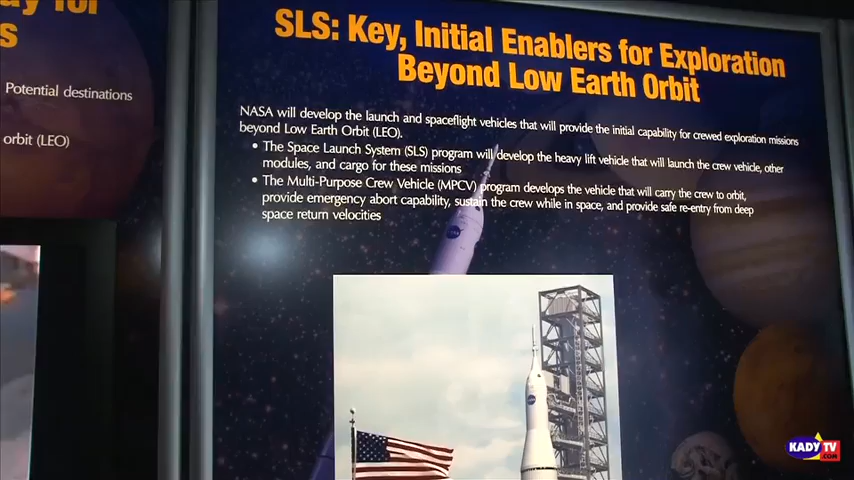 s
Potential destinations
orbit (LEO)
SLS: Key, Initial Enablers for Exploration
Beyond Low Earth Orbit
NASA will develop the launch and spaceflight vehicles that will provide the initial capability for crewed exploration missions
beyond Low Earth Orbit (LEO).
• The Space Launch System (SLS) program will develop the heavy lift vehicle that will launch the crew vehicle, other
modules, and cargo for these missions
• The Multi-Purpose Crew Vehicle (MPCV) program develops the vehicle that will carry the crew to orbit,
provide emergency abort capability, sustain the crew while in space, and provide safe re-entry from deep
space return velocities
NASA
NASA
KADY TV
.COM